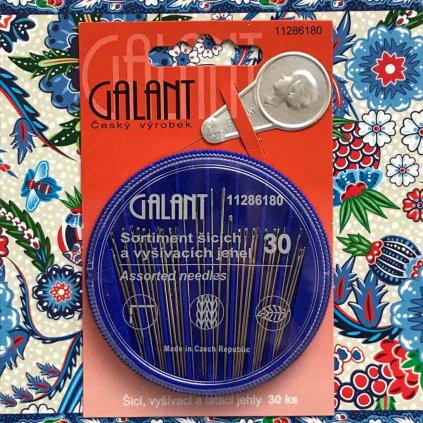 11286180
GALANT
Český výrobek
GALANT 11286180
Sortiment šicích
a vyšívacích jehel 30
Assorted needles
Made in Czech Republic
Šicí, vyšívací a látací jehly 30 ks